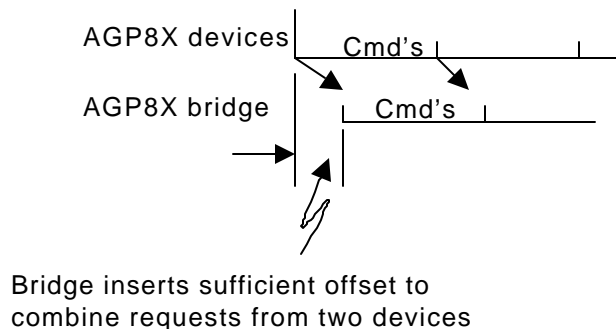 AGP8X devices
Cmd's
AGP8X bridge
Cmd's
Bridge inserts sufficient offset to
combine requests from two devices